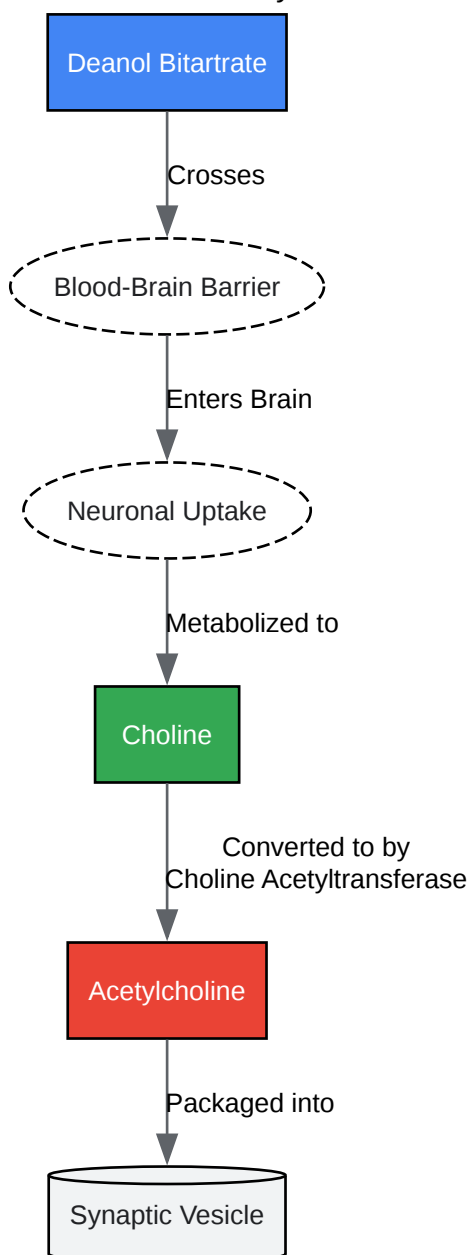 Deanol Bitartrate
Crosses
Blood-Brain Barrier
Enters Brain
Neuronal Uptake
Metabolized to
Choline
Converted to by
Choline Acetyltransferase
Acetylcholine
Packaged into
Synaptic Vesicle